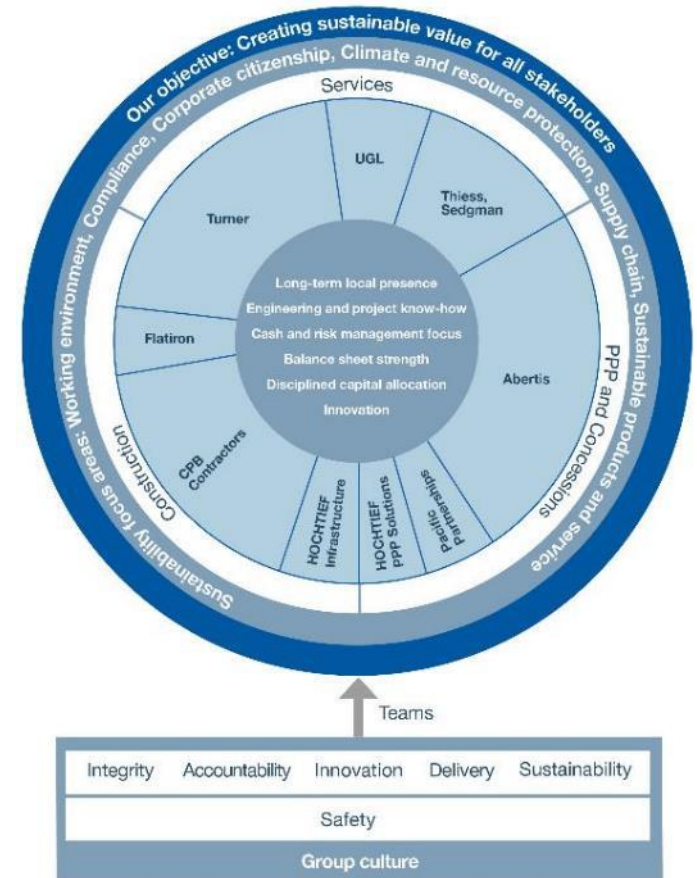 Our objective: Creating sustainable value for all stakeholders
Sustainability focus areas: Working environment, Compliance, Corporate citizenship, Climate and resource protection, Supply chain, Sustainable products and service
Services
UGL
Thiess,
Sedgman
Turner
Flatiron
CPB
Contractors
Construction
HOCHTIEF
Infrastructure
HOCHTIEF
PPP Solutions
Pacific
Partnerships
Abertis
PPP and Concessions
Long-term local presence
Engineering and project know-how
Cash and risk management focus
Balance sheet strength
Disciplined capital allocation
Innovation
Teams
Integrity Accountability Innovation Delivery Sustainability
Safety
Group culture